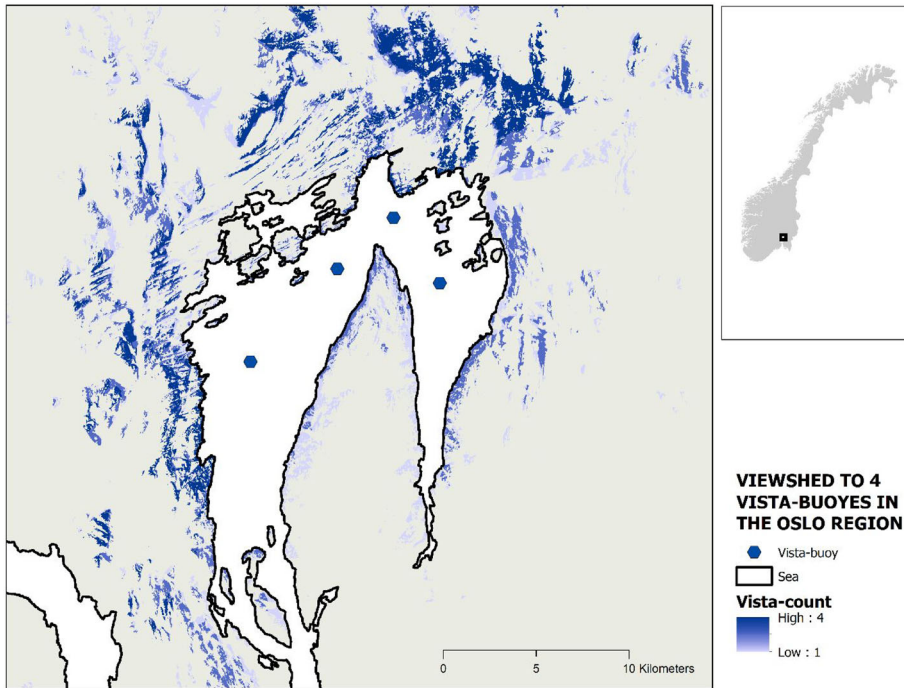 VIEWSHED TO 4
VISTA-BUOYES IN
THE OSLO REGION
Vista-buoy
Sea
Vista-count
High : 4
Low : 1
0 5 10 Kilometers